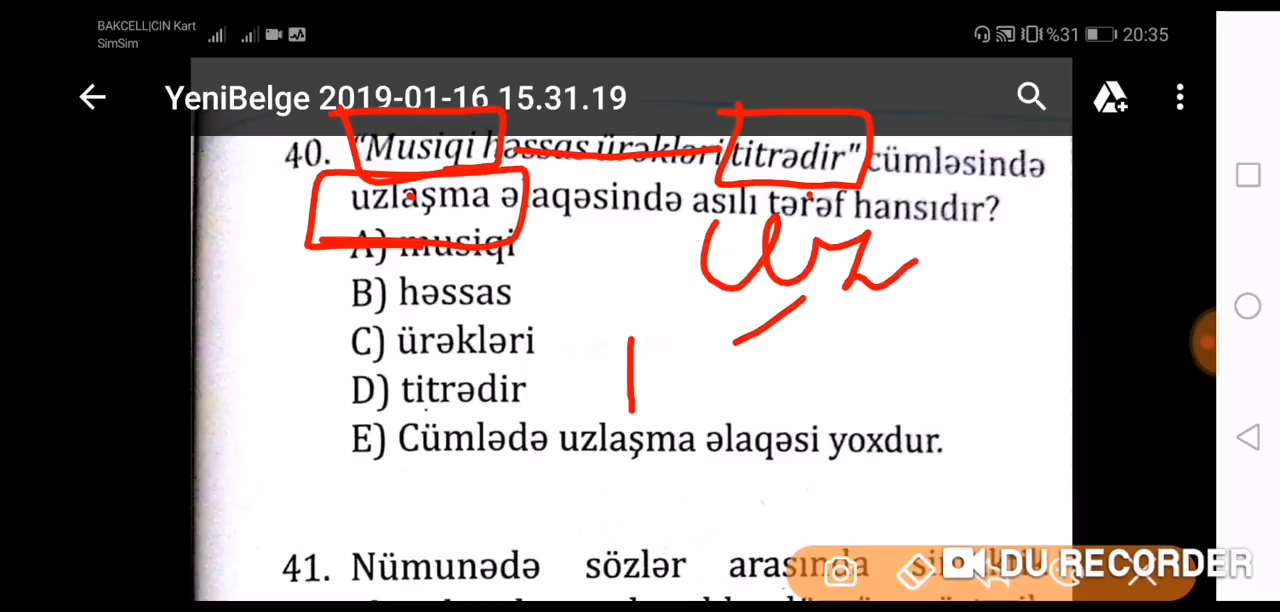 BAKCELL|CIN Kart
SimSim
%31 20:35
YeniBelge 2019-01-16 15.31.19
40. "Musiqi həssas ürəkləri titrədir" cümləsində
uzlaşma əlaqəsində asılı tərəf hansıdır?
A) musiqi
B) həssas
C) ürəkləri
D) titrədir
E) Cümlədə uzlaşma əlaqəsi yoxdur.
41. Nümunədə sözlər arasında
DU RECORDER